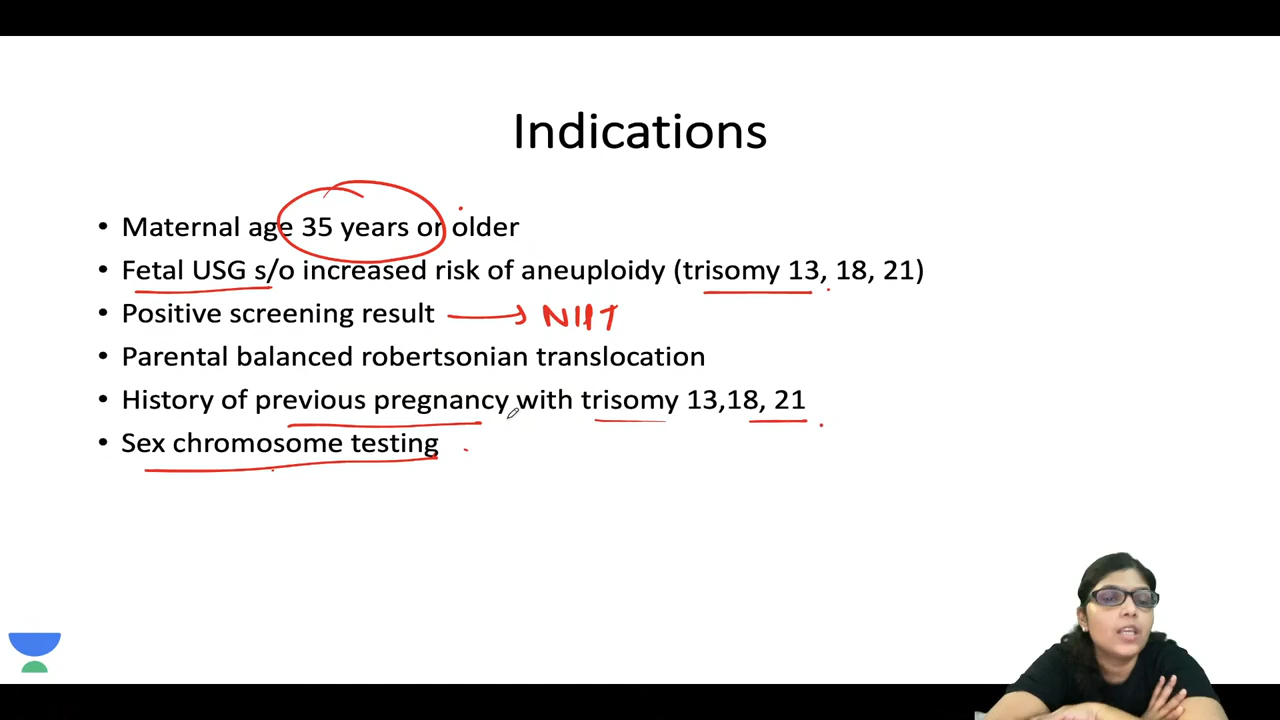 Indications
• Maternal age 35 years or older
• Fetal USG s/o increased risk of aneuploidy (trisomy 13, 18, 21)
• Positive screening result → NIPT
• Parental balanced robertsonian translocation
• History of previous pregnancy with trisomy 13,18, 21
• Sex chromosome testing